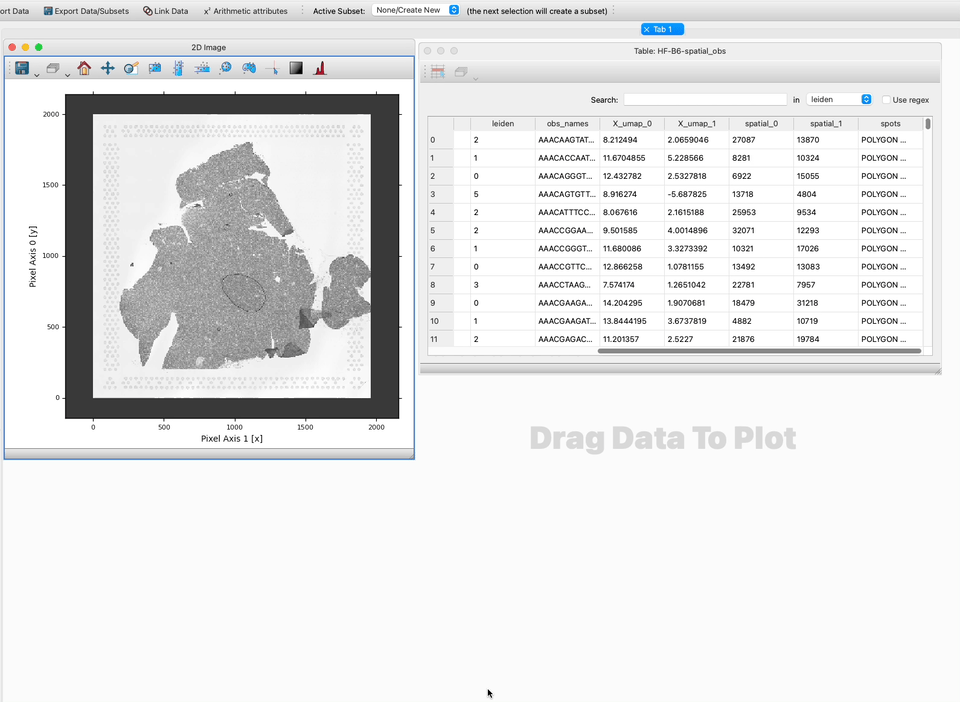 ort Data Export Data/Subsets Link Data x² Arithmetic attributes Active Subset: None/Create New (the next selection will create a subset)
Tab 1
2D Image
Pixel Axis 0 [y]
2000
1500
1000
500
0
0 500 1000 1500 2000
Pixel Axis 1 [x]
Table: HF-B6-spatial_obs
Search: in leiden Use regex
leiden obs_names X_umap_0 X_umap_1 spatial_0 spatial_1 spots
0 2 AAACAAGTAT... 8.212494 2.0659046 27087 13870 POLYGON ...
1 1 AAACACCAAT... 11.6704855 5.228566 8281 10324 POLYGON ...
2 0 AAACAGGGT... 12.432782 2.5327818 6922 15055 POLYGON ...
3 5 AAACAGTGTT... 8.916274 -5.687825 13718 4804 POLYGON ...
4 2 AAACATTTCC... 8.067616 2.1615188 25953 9534 POLYGON ...
5 2 AAACCGGAA... 9.501585 4.0014896 32071 12293 POLYGON ...
6 1 AAACCGGGT... 11.680086 3.3273392 10321 17026 POLYGON ...
7 0 AAACCGTTC... 12.866258 1.0781155 13492 13083 POLYGON ...
8 3 AAACCTAAG... 7.574174 1.2651042 22781 7957 POLYGON ...
9 0 AAACGAAGA... 14.204295 1.9070681 18479 31218 POLYGON ...
10 1 AAACGAAGAT... 13.8444195 3.6737819 4882 10719 POLYGON ...
11 2 AAACGAGAC... 11.201357 2.5227 21876 19784 POLYGON ...
Drag Data To Plot